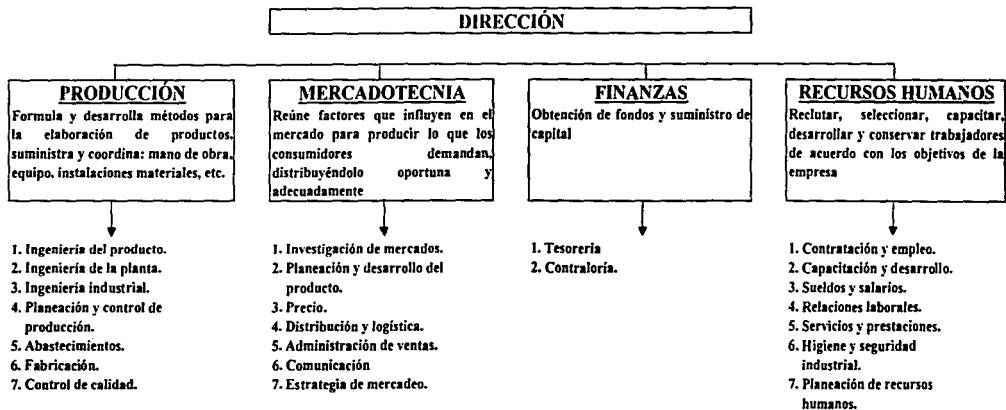 DIRECCIÓN
PRODUCCIÓN
Formula y desarrolla métodos para
la elaboración de productos,
suministra y coordina: mano de obra,
equipo, instalaciones materiales, etc.
MERCADOTECNIA
Reúne factores que influyen en el
mercado para producir lo que los
consumidores demandan,
distribuyéndolo oportuna y
adecuadamente
FINANZAS
Obtención de fondos y suministro de
capital
RECURSOS HUMANOS
Reclutar, seleccionar, capacitar,
desarrollar y conservar trabajadores
de acuerdo con los objetivos de la
empresa
1. Ingeniería del producto.
2. Ingeniería de la planta.
3. Ingeniería industrial.
4. Planeación y control de
producción.
5. Abastecimientos.
6. Fabricación.
7. Control de calidad.
1. Investigación de mercados.
2. Planeación y desarrollo del
producto.
3. Precio.
4. Distribución y logística.
5. Administración de ventas.
6. Comunicación
7. Estrategia de mercadeo.
1. Tesorería
2. Contraloría.
1. Contratación y empleo.
2. Capacitación y desarrollo.
3. Sueldos y salarios.
4. Relaciones laborales.
5. Servicios y prestaciones.
6. Higiene y seguridad
industrial.
7. Planeación de recursos
humanos.